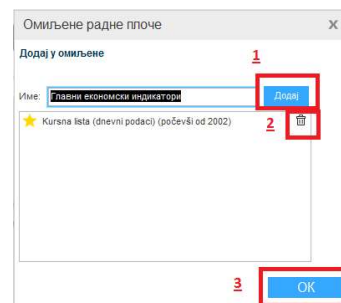 Омиљене радне плоче
X
Додај у омиљене
1
Име: Главни економски индикатори Додај
2
Kursna lista (dnevni podaci) (počevši od 2002)
3
OK